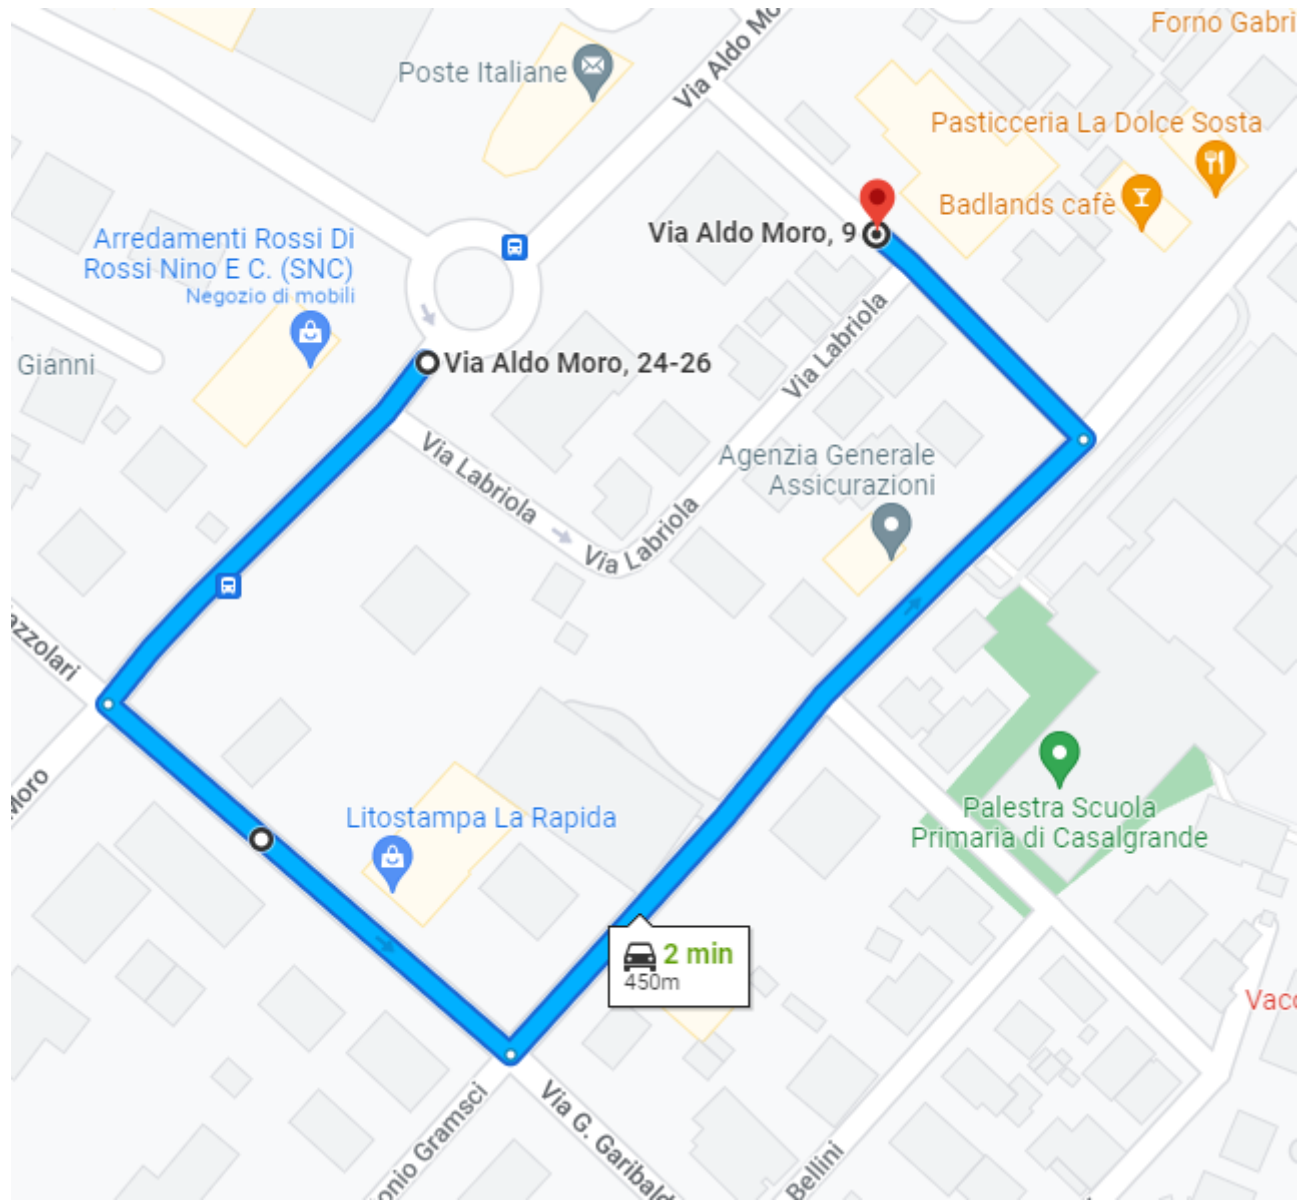 Forno Gabri
Via Aldo Mo
Poste Italiane
Pasticceria La Dolce Sosta
Badlands cafè
Via Aldo Moro, 9
Arredamenti Rossi Di
Rossi Nino E C. (SNC)
Negozio di mobili
Via Labriola
Gianni
Via Aldo Moro, 24-26
Via Labriola
Agenzia Generale
Assicurazioni
Via Labriola
azzolari
Moro
Litostampa La Rapida
Palestra Scuola
Primaria di Casalgrande
2 min
450m
Vacc
onio Gramsci
Via G. Garibald
Bellini